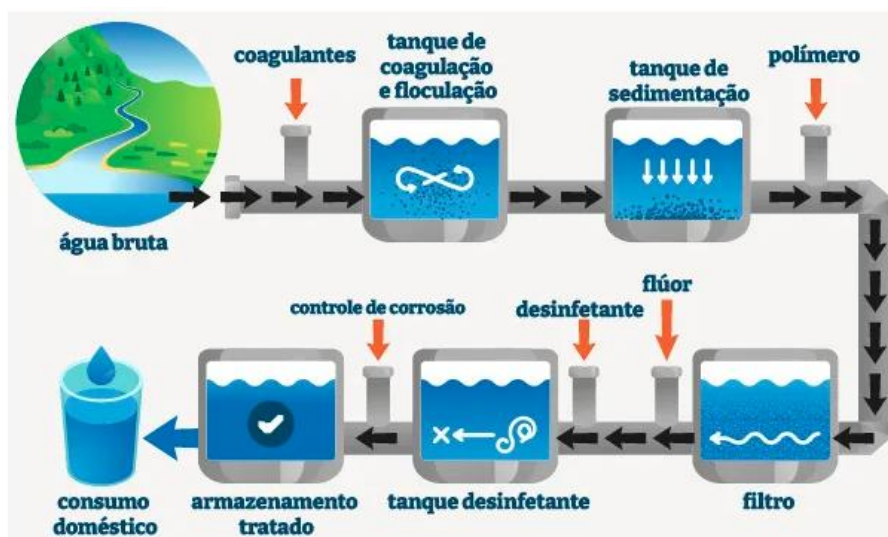 coagulantes
tanque de
coagulação
e floculação
tanque de
sedimentação
polímero
água bruta
controle de corrosão
desinfetante
flúor
consumo
doméstico
armazenamento
tratado
tanque desinfetante
filtro